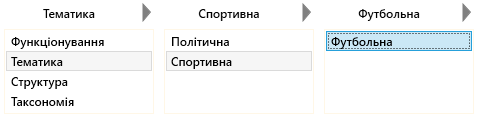 Тематика
Спортивна
Футбольна
Функціонування
Тематика
Структура
Таксономія
Політична
Спортивна
Футбольна